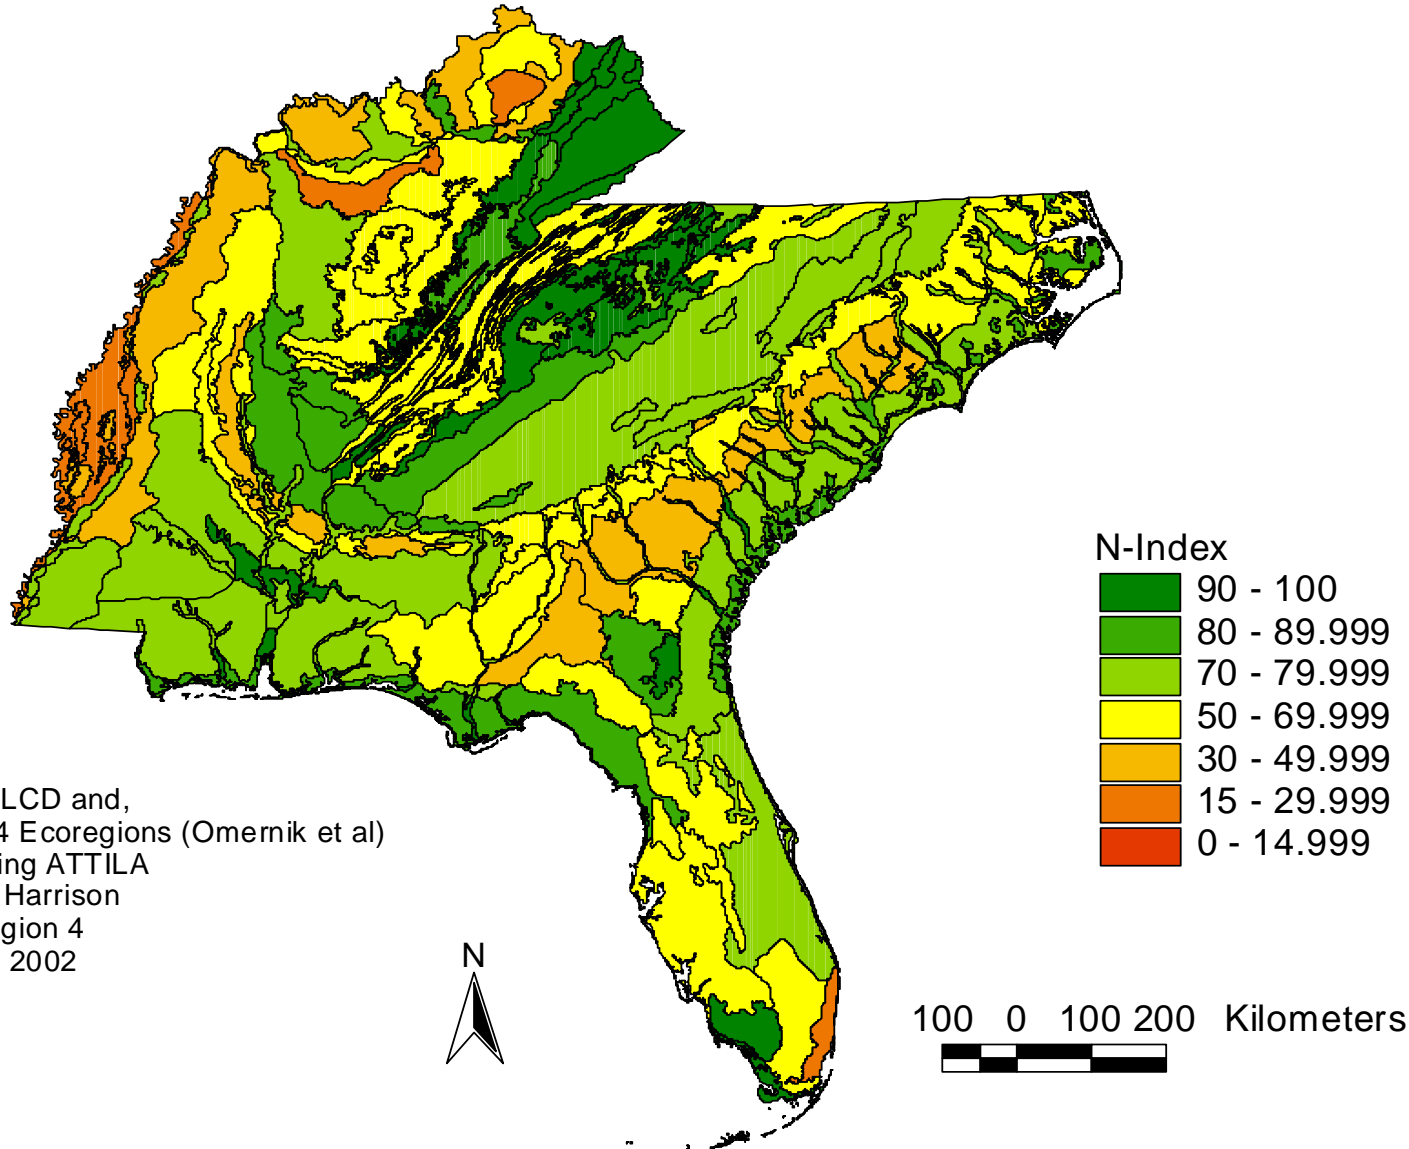 N-Index
90 - 100
80 - 89.999
70 - 79.999
50 - 69.999
30 - 49.999
15 - 29.999
0 - 14.999
LCD and,
4 Ecoregions (Omernik et al)
ing ATTILA
Harrison
gion 4
2002
N
100 0 100 200 Kilometers